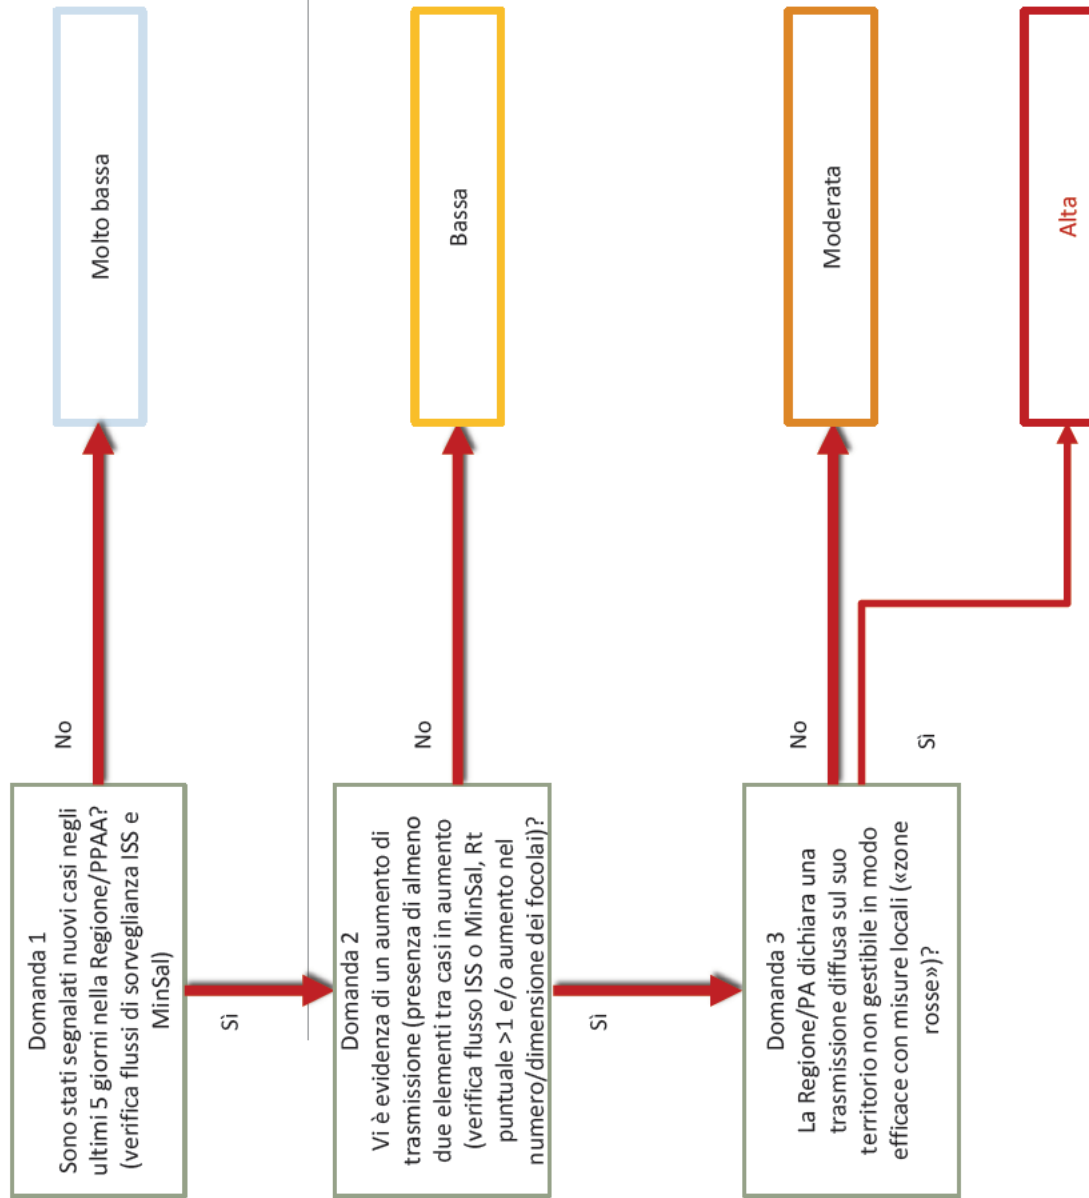 Domanda 1
Sono stati segnalati nuovi casi negli
ultimi 5 giorni nella Regione/PPAA?
(verifica flussi di sorveglianza ISS e
MinSal)
No
Molto bassa
Sì
Domanda 2
Vi è evidenza di un aumento di
trasmissione (presenza di almeno
due elementi tra casi in aumento
(verifica flusso ISS o MinSal, Rt
puntuale >1 e/o aumento nel
numero/dimensione dei focolai)?
No
Bassa
Sì
Domanda 3
La Regione/PA dichiara una
trasmissione diffusa sul suo
territorio non gestibile in modo
efficace con misure locali («zone
rosse»)?
No
Moderata
Sì
Alta